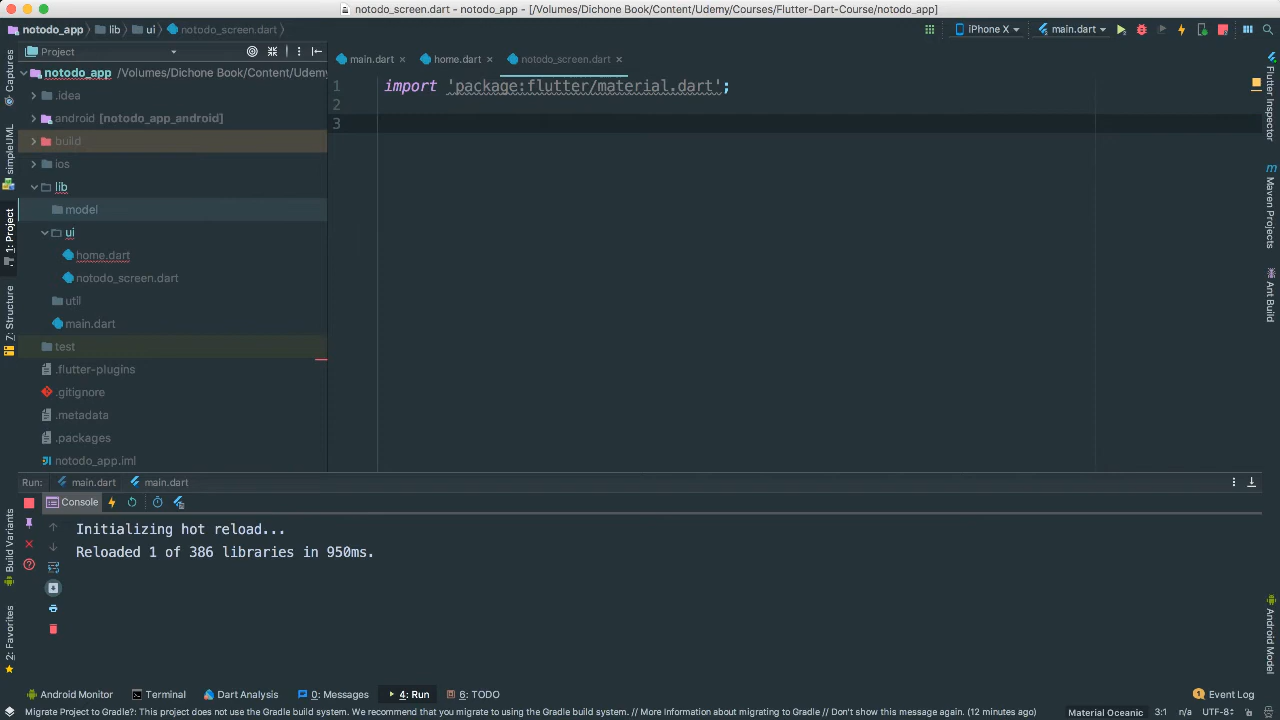 notodo_screen.dart - notodo_app - [/Volumes/Dichone Book/Content/Udemy/Courses/Flutter-Dart-Course/notodo_app]
notodo_app lib ui notodo_screen.dart iPhone X main.dart
Project
main.dart home.dart notodo_screen.dart
notodo_app /Volumes/Dichone Book/Content/Udemy
.idea
android [notodo_app_android]
build
ios
lib
model
ui
home.dart
notodo_screen.dart
util
main.dart
test
.flutter-plugins
.gitignore
.metadata
.packages
notodo_app.iml
1 import 'package:flutter/material.dart';
2
3
Captures
simpleUML
1: Project
7: Structure
Build Variants
2: Favorites
Flutter Inspector
Maven Projects
Ant Build
Android Model
Run: main.dart main.dart
Console
Initializing hot reload...
Reloaded 1 of 386 libraries in 950ms.
Android Monitor Terminal Dart Analysis 0: Messages 4: Run 6: TODO Event Log
Migrate Project to Gradle?: This project does not use the Gradle build system. We recommend that you migrate to using the Gradle build system. // More Information about migrating to Gradle // Don't show this message again. (12 minutes ago) Material Oceanic 3:1 n/a UTF-8